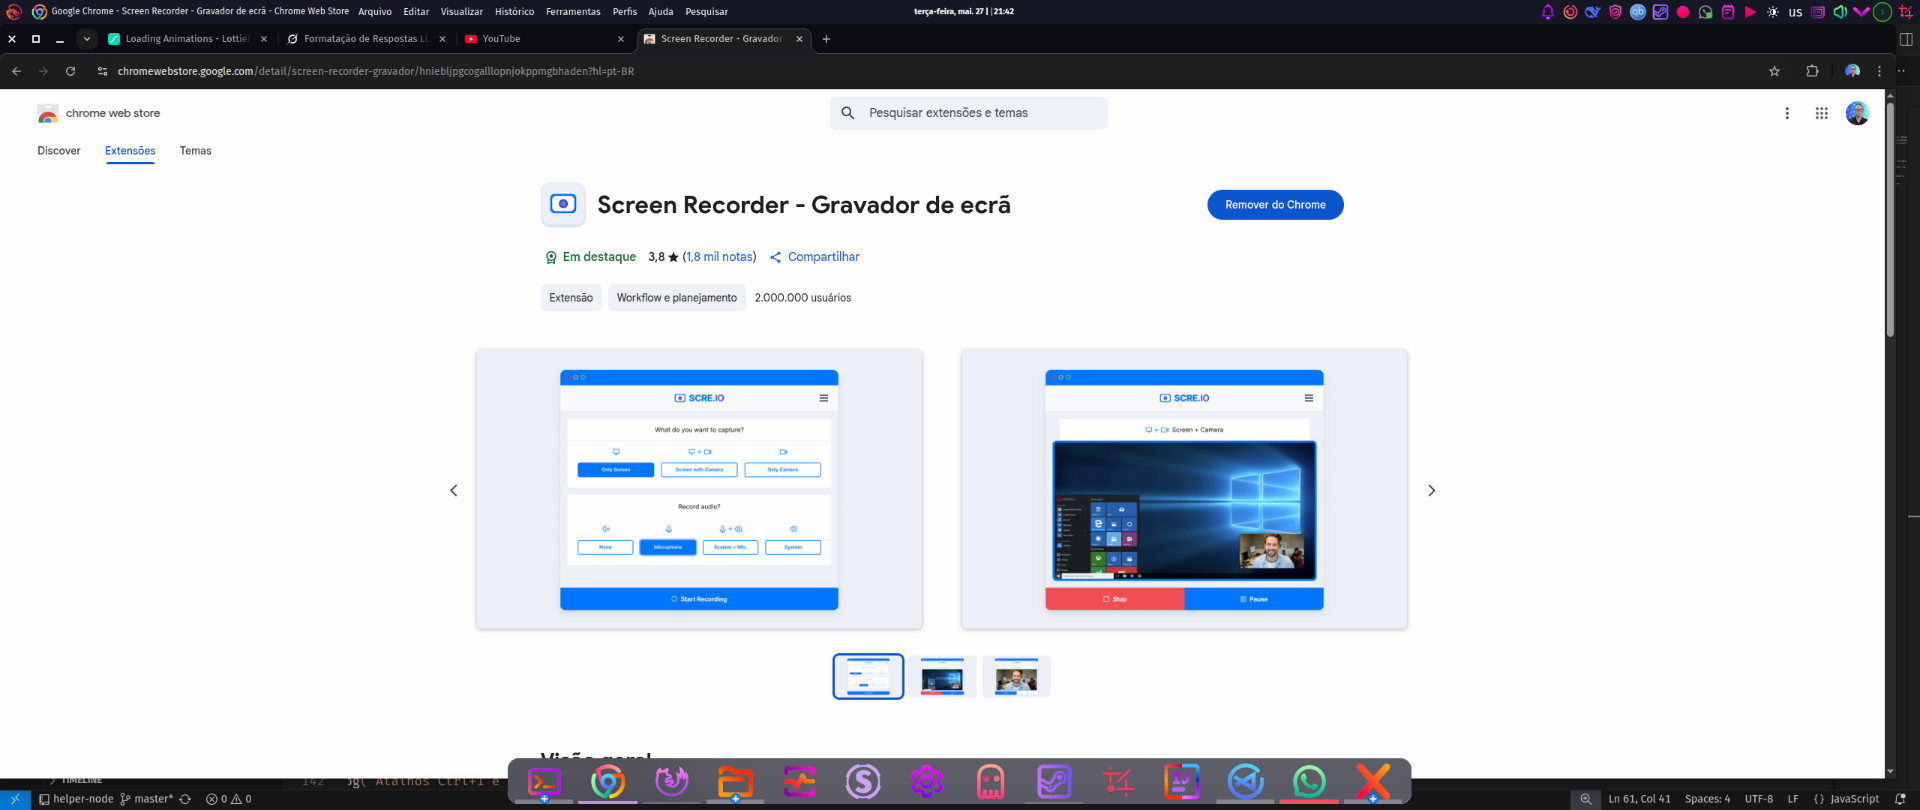 Google Chrome - Screen Recorder - Gravador de ecrã - Chrome Web Store Arquivo Editar Visualizar Histórico Ferramentas Perfis Ajuda Pesquisar
terça-feira, mai. 27 | | 21:42
us
Loading Animations - Lottie
Formatação de Respostas LL
YouTube
Screen Recorder - Gravador
chromewebstore.google.com/detail/screen-recorder-gravador/hniebljpgcogalllopnjokppmgbhaden?hl=pt-BR
chrome web store
Pesquisar extensões e temas
Discover Extensões Temas
Screen Recorder - Gravador de ecrã
Remover do Chrome
Em destaque 3,8 ★ (1,8 mil notas) Compartilhar
Extensão Workflow e planejamento 2.000.000 usuários
SCRE.IO
What do you want to capture?
Only Screen Screen with Camera Only Camera
Record audio?
None Microphone System + Mic. System
Start Recording
SCRE.IO
Screen + Camera
Stop Pause
Visão geral
TIMELINE
142 og( Atalhos Ctrl+1 e
helper-node master* 0 0
Ln 61, Col 41 Spaces: 4 UTF-8 LF {} JavaScript